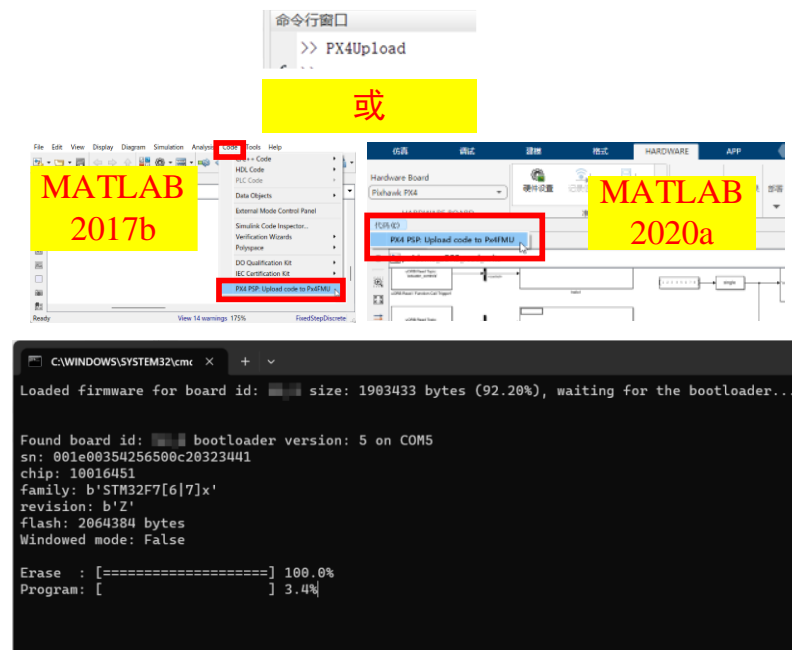 命令行窗口
>> PX4Upload
或
File Edit View Display Diagram Simulation Analysis Code Tools Help
HDL Code
PLC Code
Data Objects
External Mode Control Panel
Simulink Code Inspector...
Verification Wizards
Polyspace
DO Qualification Kit
IEC Certification Kit
PX4 PSP: Upload code to Px4FMU
Ready View 14 warnings 175% FixedStepDiscrete
MATLAB
2017b
仿真 调试 建模 格式 HARDWARE APP
Hardware Board
Pixhawk PX4
硬件设置
部署
HARDWARE BOARD
代码(C)
PX4 PSP: Upload code to Px4FMU
single
MATLAB
2020a
C:\WINDOWS\SYSTEM32\cmc × +
Loaded firmware for board id: size: 1903433 bytes (92.20%), waiting for the bootloader...
Found board id: bootloader version: 5 on COM5
sn: 001e00354256500c20323441
chip: 10016451
family: b'STM32F7[6|7]x'
revision: b'Z'
flash: 2064384 bytes
Windowed mode: False
Erase : [====================] 100.0%
Program: [ ] 3.4%